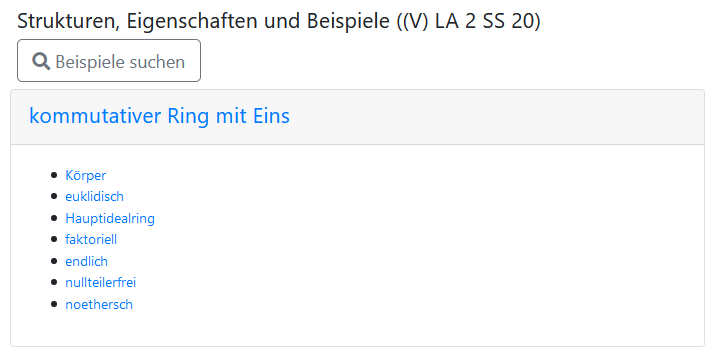 Strukturen, Eigenschaften und Beispiele ((V) LA 2 SS 20)
Beispiele suchen
kommutativer Ring mit Eins
Körper
euklidisch
Hauptidealring
faktoriell
endlich
nullteilerfrei
noethersch